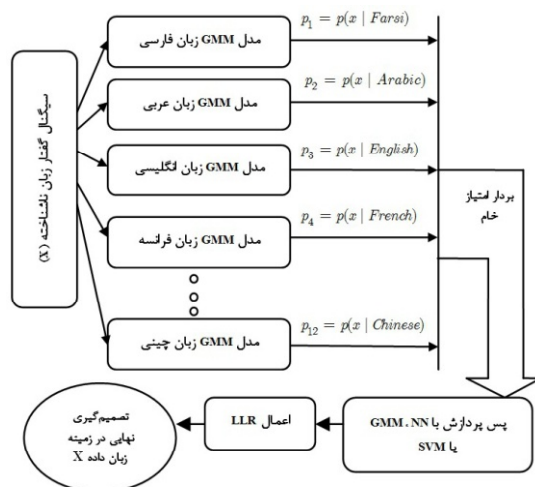 سیگنال گفتار زبان ناشناخته (X)
مدل GMM زبان فارسی
p₁ = p(x | Farsi)
مدل GMM زبان عربی
p₂ = p(x | Arabic)
مدل GMM زبان انگلیسی
p₃ = p(x | English)
مدل GMM زبان فرانسه
p₄ = p(x | French)
مدل GMM زبان چینی
p₁₂ = p(x | Chinese)
بردار امتیاز
خام
پس پردازش با GMM ،NN
یا SVM
اعمال LLR
تصمیم‌گیری
نهایی در زمینه
زبان داده X